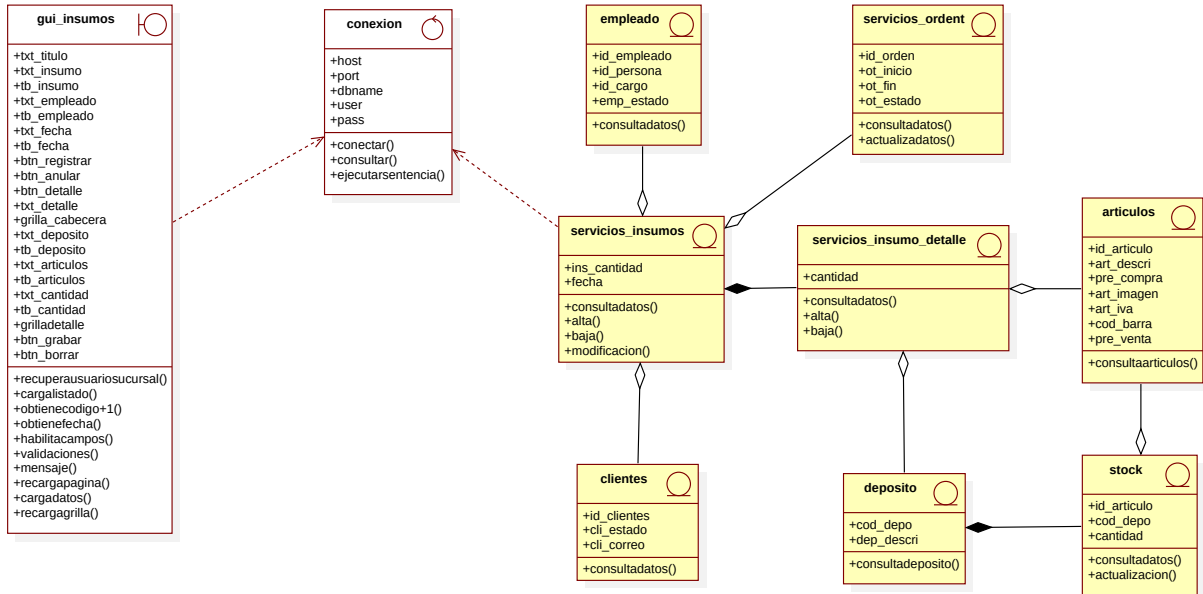 gui_insumos
+txt_titulo
+txt_insumo
+tb_insumo
+txt_empleado
+tb_empleado
+txt_fecha
+tb_fecha
+btn_registrar
+btn_anular
+btn_detalle
+txt_detalle
+grilla_cabecera
+txt_deposito
+tb_deposito
+txt_articulos
+tb_articulos
+txt_cantidad
+tb_cantidad
+grilladetalle
+btn_grabar
+btn_borrar
+recuperausuariosucursal()
+cargalistado()
+obtienecodigo+1()
+obtienefecha()
+habilitacampos()
+validaciones()
+mensaje()
+recargapagina()
+cargadatos()
+recargagrilla()
conexion
+host
+port
+dbname
+user
+pass
+conectar()
+consultar()
+ejecutarsentencia()
empleado
+id_empleado
+id_persona
+id_cargo
+emp_estado
+consultadatos()
servicios_ordent
+id_orden
+ot_inicio
+ot_fin
+ot_estado
+consultadatos()
+actualizadatos()
servicios_insumos
+ins_cantidad
+fecha
+consultadatos()
+alta()
+baja()
+modificacion()
servicios_insumo_detalle
+cantidad
+consultadatos()
+alta()
+baja()
articulos
+id_articulo
+art_descri
+pre_compra
+art_imagen
+art_iva
+cod_barra
+pre_venta
+consultaarticulos()
clientes
+id_clientes
+cli_estado
+cli_correo
+consultadatos()
deposito
+cod_depo
+dep_descri
+consultadeposito()
stock
+id_articulo
+cod_depo
+cantidad
+consultadatos()
+actualizacion()